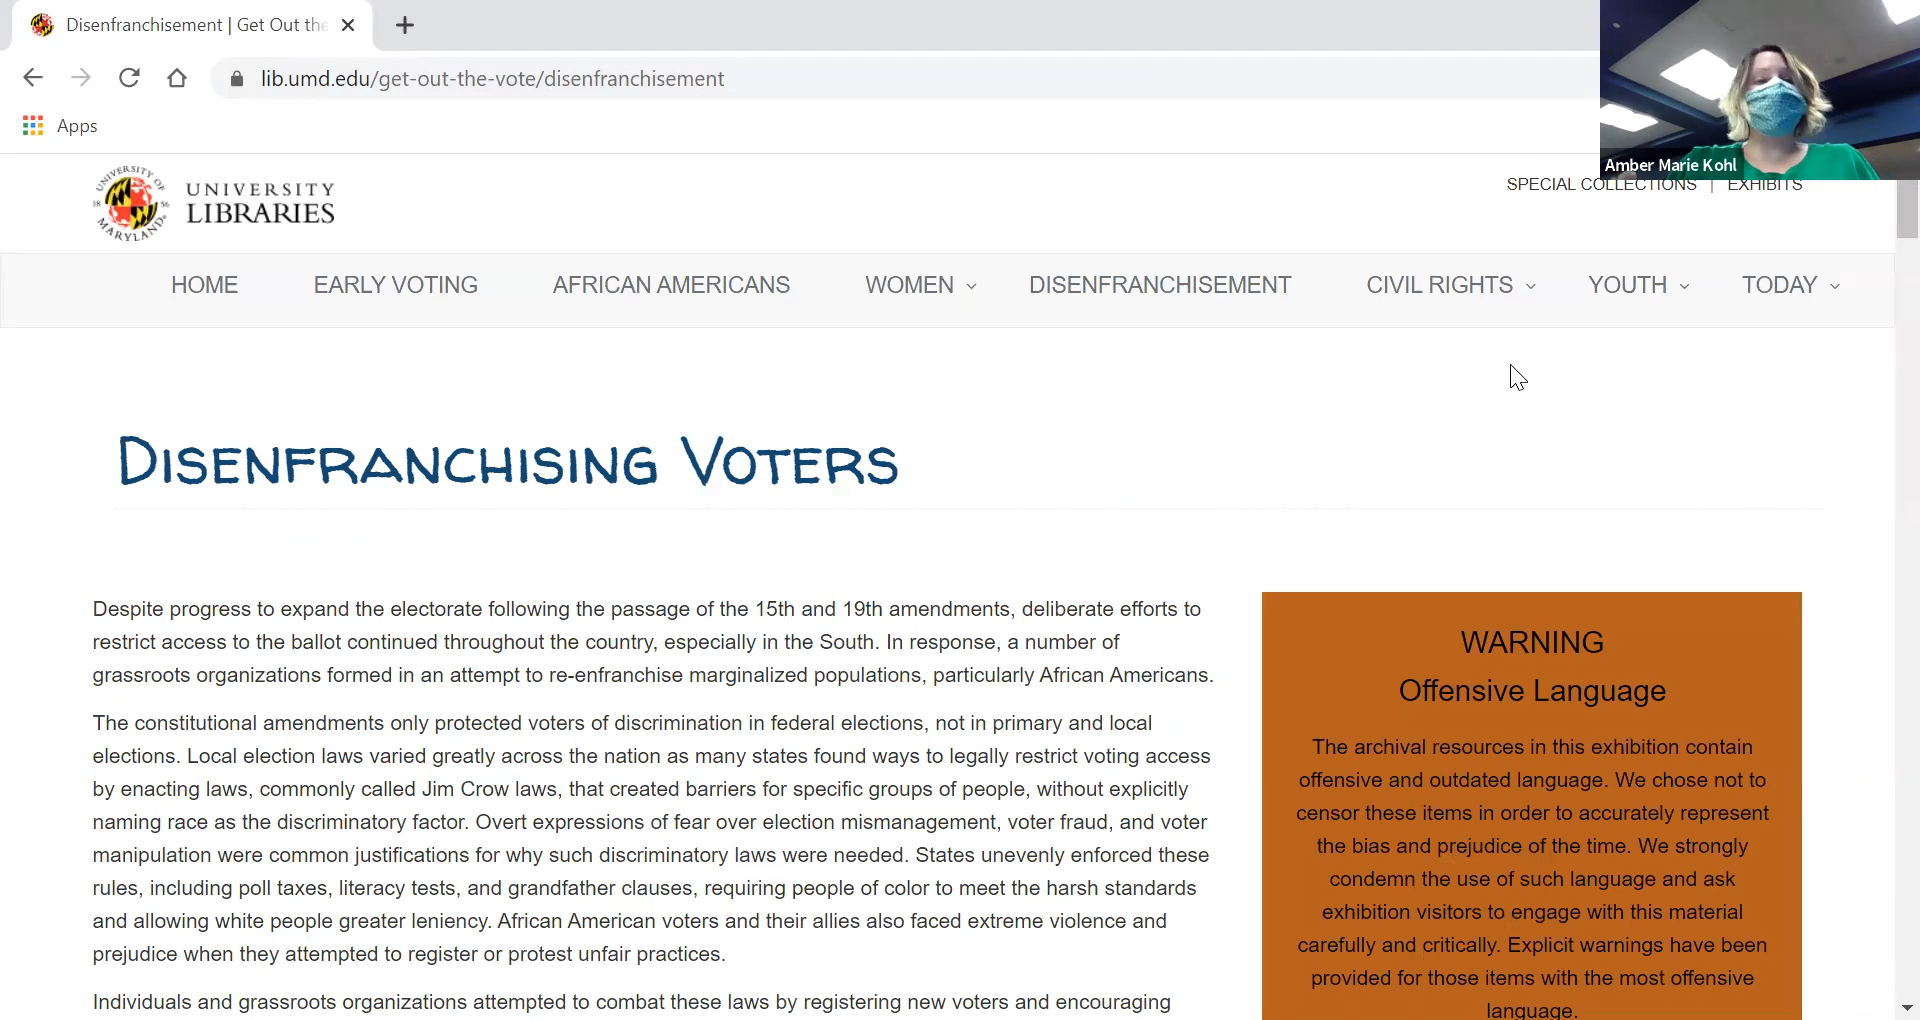 Disenfranchisement | Get Out the
lib.umd.edu/get-out-the-vote/disenfranchisement
Apps
Amber Marie Kohl
UNIVERSITY OF MARYLAND
18 56
UNIVERSITY
LIBRARIES
SPECIAL COLLECTIONS | EXHIBITS
HOME EARLY VOTING AFRICAN AMERICANS WOMEN DISENFRANCHISEMENT CIVIL RIGHTS YOUTH TODAY
DISENFRANCHISING VOTERS
Despite progress to expand the electorate following the passage of the 15th and 19th amendments, deliberate efforts to
restrict access to the ballot continued throughout the country, especially in the South. In response, a number of
grassroots organizations formed in an attempt to re-enfranchise marginalized populations, particularly African Americans.
The constitutional amendments only protected voters of discrimination in federal elections, not in primary and local
elections. Local election laws varied greatly across the nation as many states found ways to legally restrict voting access
by enacting laws, commonly called Jim Crow laws, that created barriers for specific groups of people, without explicitly
naming race as the discriminatory factor. Overt expressions of fear over election mismanagement, voter fraud, and voter
manipulation were common justifications for why such discriminatory laws were needed. States unevenly enforced these
rules, including poll taxes, literacy tests, and grandfather clauses, requiring people of color to meet the harsh standards
and allowing white people greater leniency. African American voters and their allies also faced extreme violence and
prejudice when they attempted to register or protest unfair practices.
Individuals and grassroots organizations attempted to combat these laws by registering new voters and encouraging
WARNING
Offensive Language
The archival resources in this exhibition contain
offensive and outdated language. We chose not to
censor these items in order to accurately represent
the bias and prejudice of the time. We strongly
condemn the use of such language and ask
exhibition visitors to engage with this material
carefully and critically. Explicit warnings have been
provided for those items with the most offensive
language.